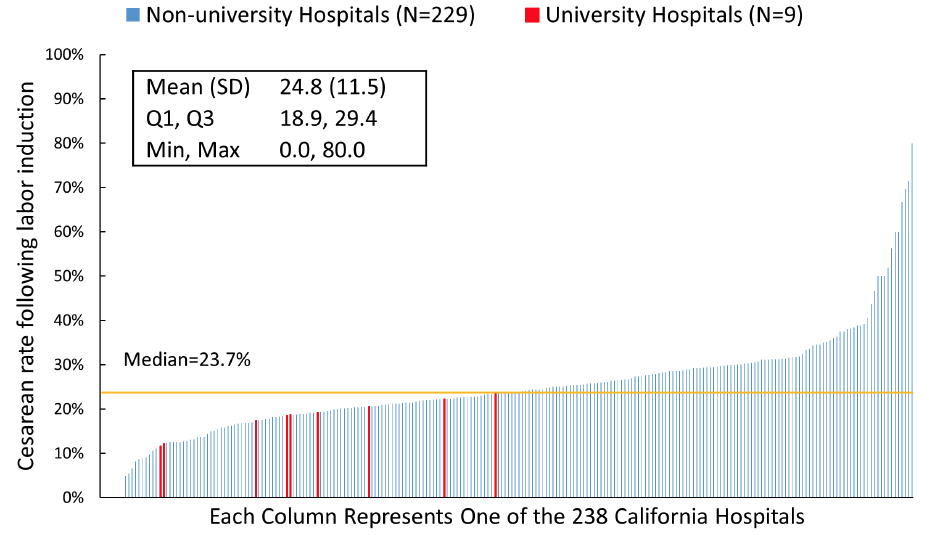 Non-university Hospitals (N=229) University Hospitals (N=9)
Cesarean rate following labor induction
100%
90%
80%
70%
60%
50%
40%
30%
20%
10%
0%
Mean (SD) 24.8 (11.5)
Q1, Q3 18.9, 29.4
Min, Max 0.0, 80.0
Median=23.7%
Each Column Represents One of the 238 California Hospitals